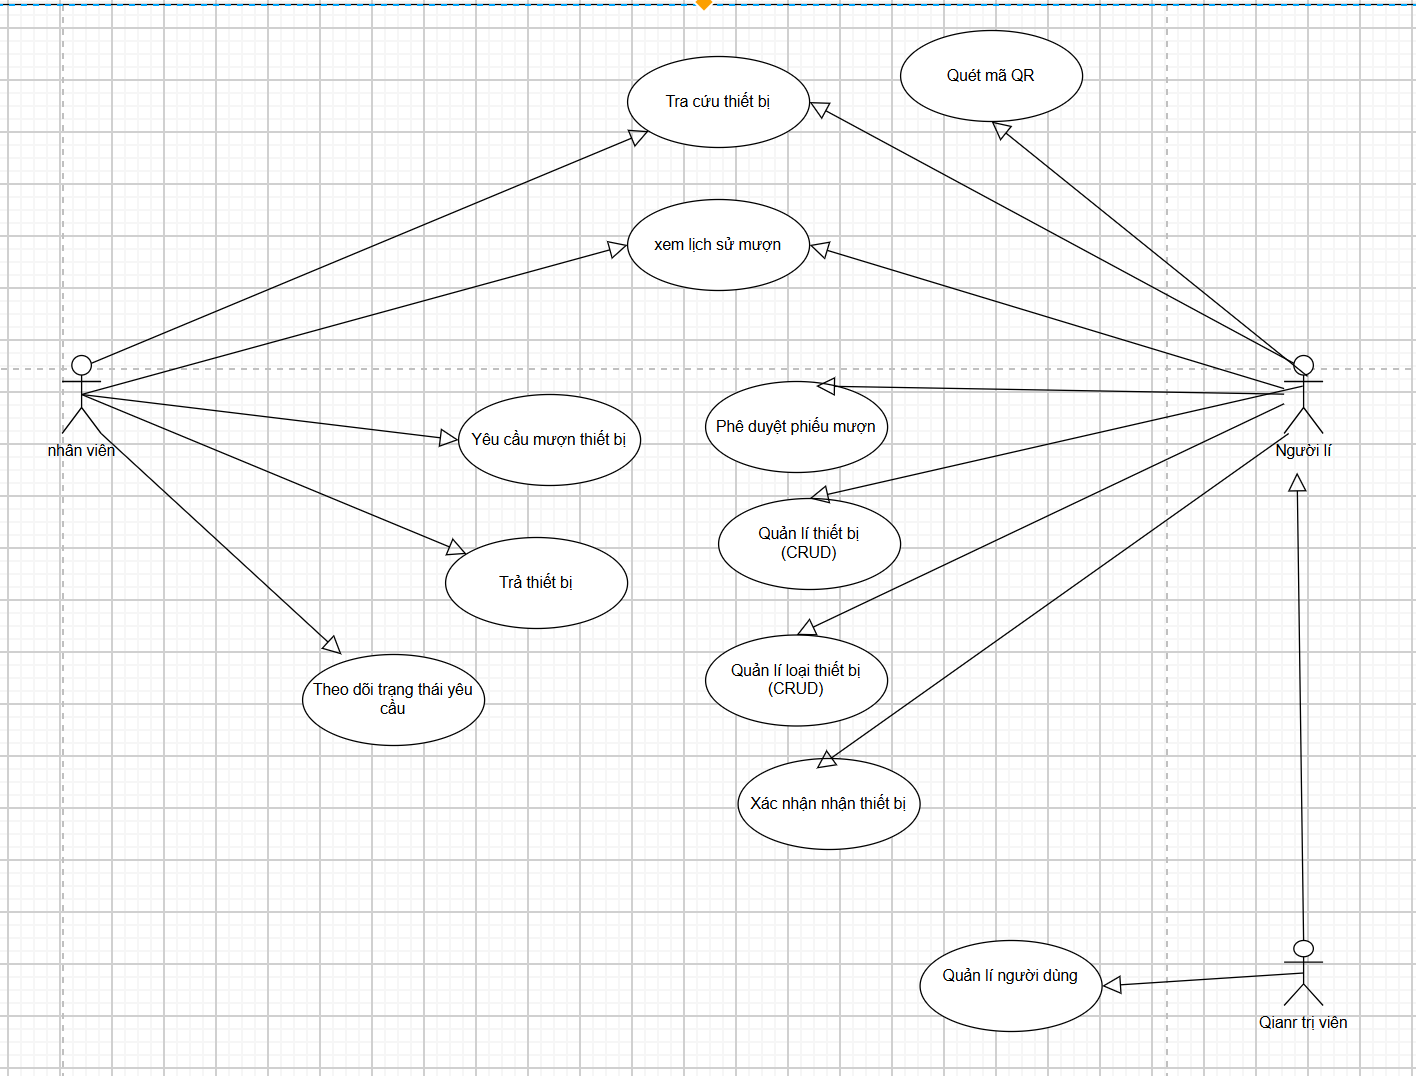 Quét mã QR
Tra cứu thiết bị
xem lịch sử mượn
nhân viên
Yêu cầu mượn thiết bị
Phê duyệt phiếu mượn
Người lí
Quản lí thiết bị
(CRUD)
Trả thiết bị
Theo dõi trạng thái yêu
cầu
Quản lí loại thiết bị
(CRUD)
Xác nhận nhận thiết bị
Quản lí người dùng
Qianr trị viên